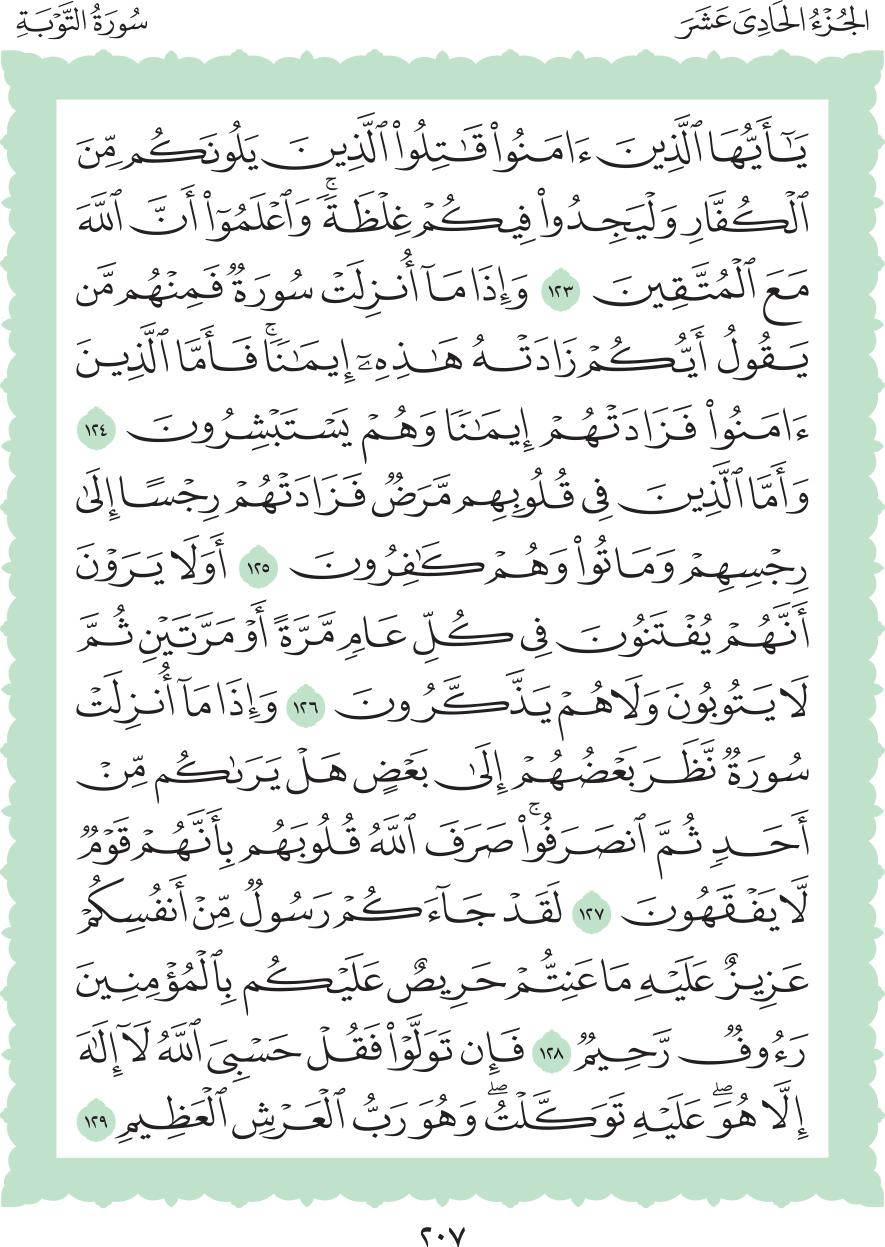 الجُزْءُ الحَادِىَ عَشَرَ
سُورَةُ التَّوْبَةِ
يَٰٓأَيُّهَا ٱلَّذِينَ ءَامَنُوا۟ قَٰتِلُوا۟ ٱلَّذِينَ يَلُونَكُم مِّنَ
ٱلْكُفَّارِ وَلْيَجِدُوا۟ فِيكُمْ غِلْظَةً ۚ وَٱعْلَمُوٓا۟ أَنَّ ٱللَّهَ
مَعَ ٱلْمُتَّقِينَ ١٢٣ وَإِذَا مَآ أُنزِلَتْ سُورَةٌ فَمِنْهُم مَّن
يَقُولُ أَيُّكُمْ زَادَتْهُ هَٰذِهِۦٓ إِيمَٰنًا ۚ فَأَمَّا ٱلَّذِينَ
ءَامَنُوا۟ فَزَادَتْهُمْ إِيمَٰنًا وَهُمْ يَسْتَبْشِرُونَ ١٢٤
وَأَمَّا ٱلَّذِينَ فِى قُلُوبِهِم مَّرَضٌ فَزَادَتْهُمْ رِجْسًا إِلَىٰ
رِجْسِهِمْ وَمَاتُوا۟ وَهُمْ كَٰفِرُونَ ١٢٥ أَوَلَا يَرَوْنَ
أَنَّهُمْ يُفْتَنُونَ فِى كُلِّ عَامٍ مَّرَّةً أَوْ مَرَّتَيْنِ ثُمَّ
لَا يَتُوبُونَ وَلَا هُمْ يَذَّكَّرُونَ ١٢٦ وَإِذَا مَآ أُنزِلَتْ
سُورَةٌ نَّظَرَ بَعْضُهُمْ إِلَىٰ بَعْضٍ هَلْ يَرَىٰكُم مِّنْ
أَحَدٍ ثُمَّ ٱنصَرَفُوا۟ ۚ صَرَفَ ٱللَّهُ قُلُوبَهُم بِأَنَّهُمْ قَوْمٌ
لَّا يَفْقَهُونَ ١٢٧ لَقَدْ جَآءَكُمْ رَسُولٌ مِّنْ أَنفُسِكُمْ
عَزِيزٌ عَلَيْهِ مَا عَنِتُّمْ حَرِيصٌ عَلَيْكُم بِٱلْمُؤْمِنِينَ
رَءُوفٌ رَّحِيمٌ ١٢٨ فَإِن تَوَلَّوْا۟ فَقُلْ حَسْبِىَ ٱللَّهُ لَآ إِلَٰهَ
إِلَّا هُوَ ۖ عَلَيْهِ تَوَكَّلْتُ ۖ وَهُوَ رَبُّ ٱلْعَرْشِ ٱلْعَظِيمِ ١٢٩
٢٠٧